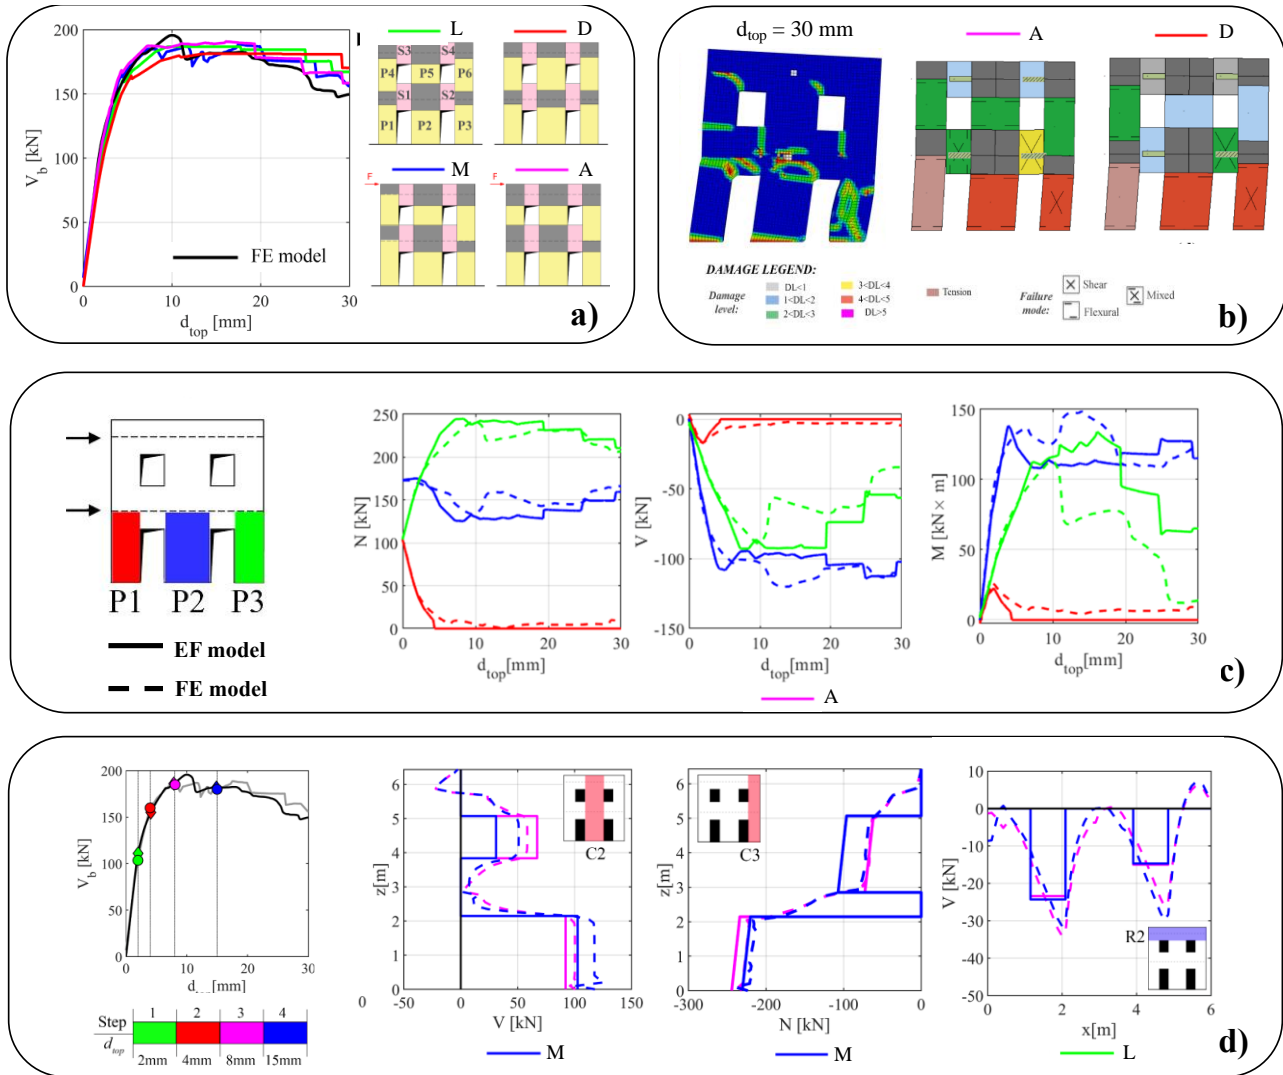 200
150
100
50
0
V_b [kN]
FE model
0 10 20 30
d_top [mm]
L
D
S3 S4
P4 P5 P6
S1 S2
P1 P2 P3
M
A
F
F
a)
d_top = 30 mm
A
D
DAMAGE LEGEND:
Damage level:
DL<1
1<DL<2
2<DL<3
3<DL<4
4<DL<5
DL>5
Tension
Failure mode:
Shear
Flexural
Mixed
b)
P1 P2 P3
EF model
FE model
250
200
150
100
50
0
N [kN]
0 10 20 30
d_top[mm]
0
-50
-100
-150
V [kN]
0 10 20 30
d_top[mm]
A
150
100
50
0
M [kN× m]
0 10 20 30
d_top[mm]
c)
200
150
100
50
0
V_b [kN]
0 10 20 30
[mm]
Step 1 2 3 4
d_top 2mm 4mm 8mm 15mm
0
6
5
4
3
2
1
0
z[m]
C2
-50 0 50 100 150
V [kN]
M
6
5
4
3
2
1
0
z[m]
C3
-300 -200 -100 0
N [kN]
M
10
0
-10
-20
-30
-40
-50
V [kN]
R2
0 2 4 6
x[m]
L
d)